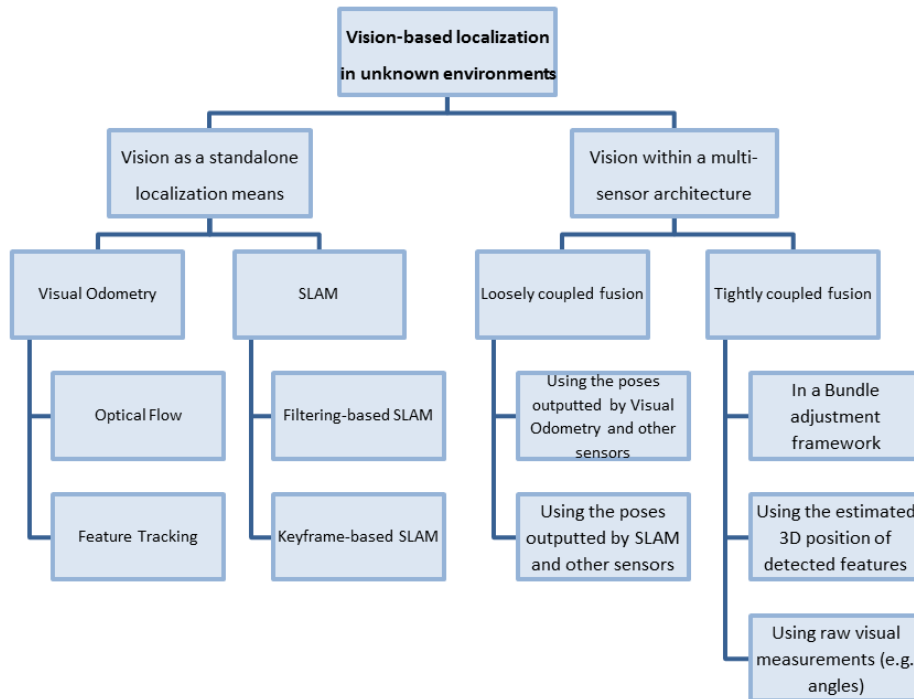 Vision-based localization
in unknown environments
Vision as a standalone
localization means
Vision within a multi-
sensor architecture
Visual Odometry
SLAM
Loosely coupled fusion
Tightly coupled fusion
Optical Flow
Filtering-based SLAM
Using the poses
outputted by Visual
Odometry and other
sensors
In a Bundle
adjustment
framework
Feature Tracking
Keyframe-based SLAM
Using the poses
outputted by SLAM
and other sensors
Using the estimated
3D position of
detected features
Using raw visual
measurements (e.g.
angles)